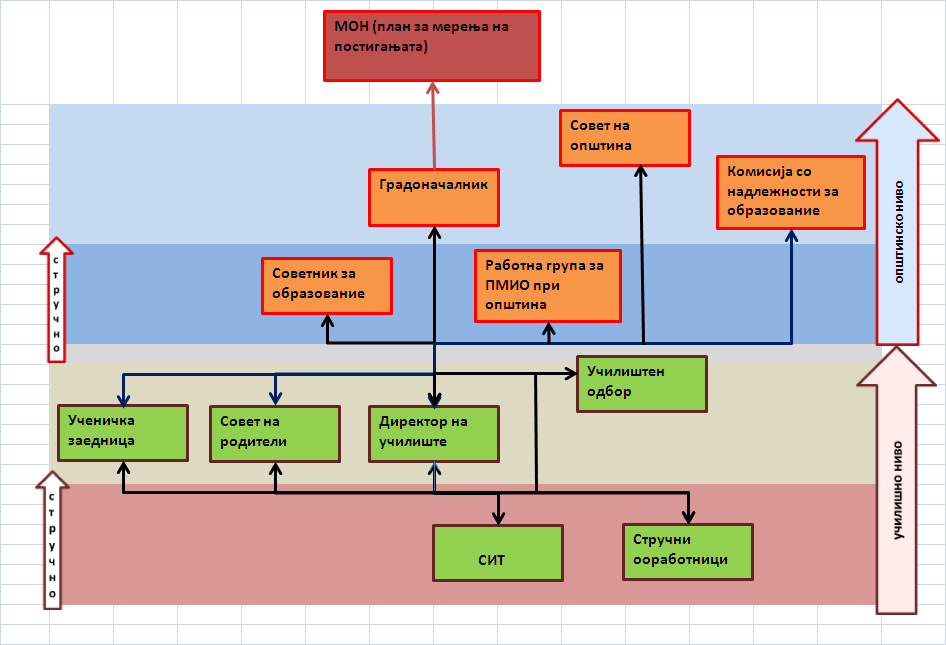 МОН (план за мерења на
постигањата)
Совет на
општина
Комисија со
надлежности за
образование
Градоначалник
општинско ниво
стручно
Советник за
образование
Работна група за
ПМИО при
општина
Училиштен
одбор
Ученичка
заедница
Совет на
родители
Директор на
училиште
училишно ниво
стручно
СИТ
Стручни
ооработници